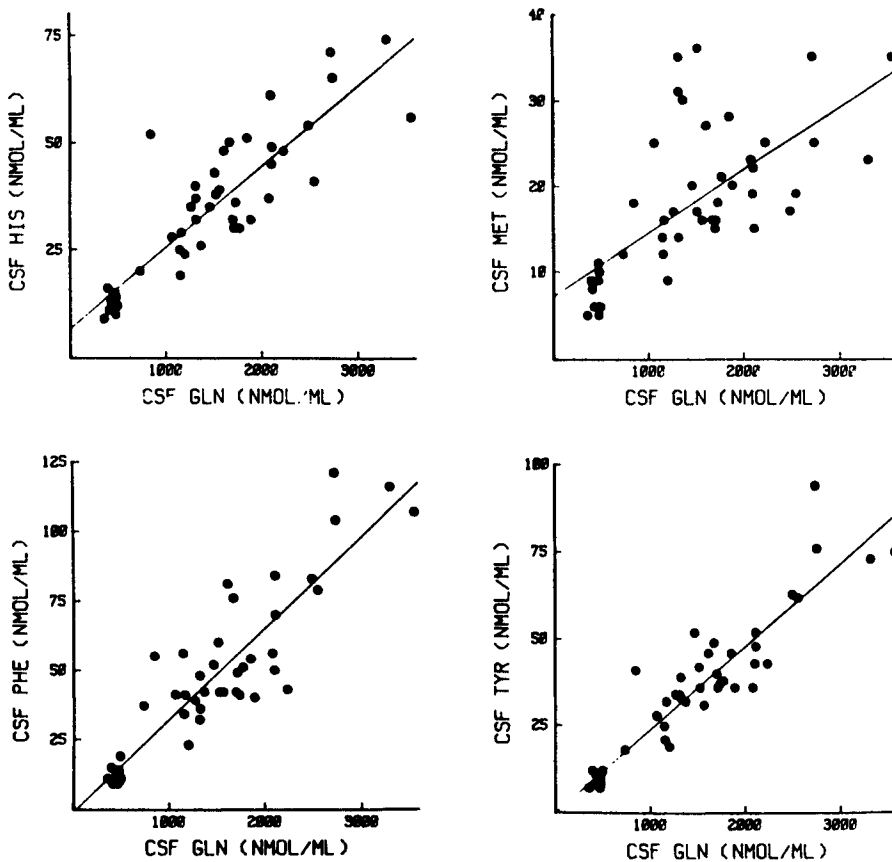 75
50
25
CSF HIS (NMOL/ML)
1000 2000 3000
CSF GLN (NMOL/ML)
40
30
20
10
CSF MET (NMOL/ML)
1000 2000 3000
CSF GLN (NMOL/ML)
125
100
75
50
25
CSF PHE (NMOL/ML)
1000 2000 3000
CSF GLN (NMOL/ML)
100
75
50
25
CSF TYR (NMOL/ML)
1000 2000 3000
CSF GLN (NMOL/ML)